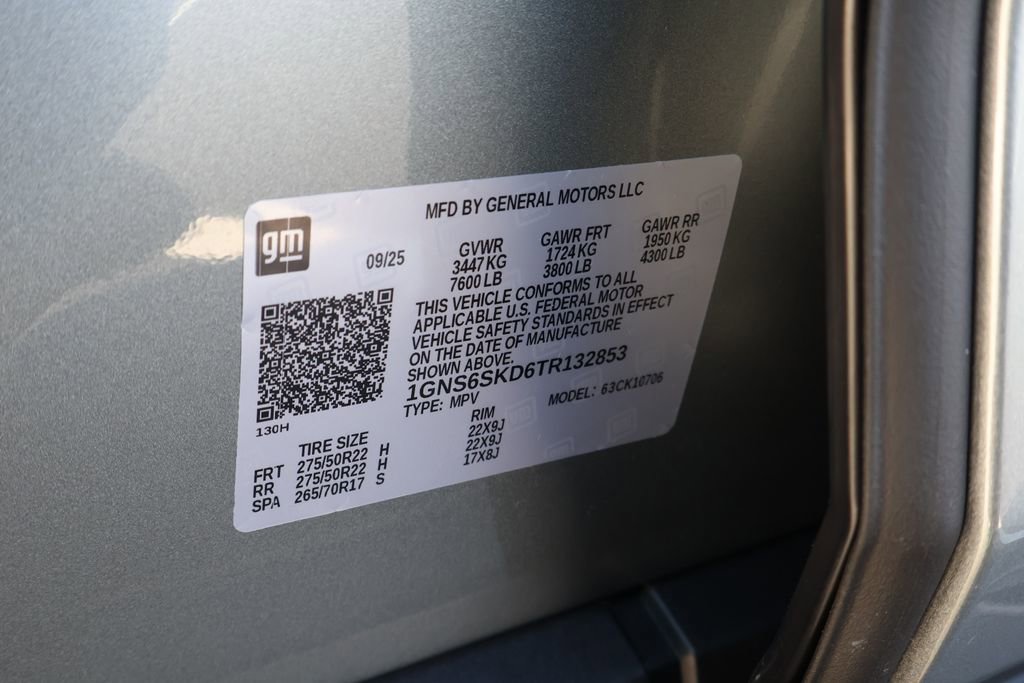 MFD BY GENERAL MOTORS LLC
gm
09/25
GVWR GAWR FRT GAWR RR
3447 KG 1724 KG 1950 KG
7600 LB 3800 LB 4300 LB
THIS VEHICLE CONFORMS TO ALL
APPLICABLE U.S. FEDERAL MOTOR
VEHICLE SAFETY STANDARDS IN EFFECT
ON THE DATE OF MANUFACTURE
SHOWN ABOVE.
1GNS6SKD6TR132853
TYPE: MPV MODEL: 63CK10706
130H
TIRE SIZE RIM
FRT 275/50R22 H 22X9J
RR 275/50R22 H 22X9J
SPA 265/70R17 S 17X8J